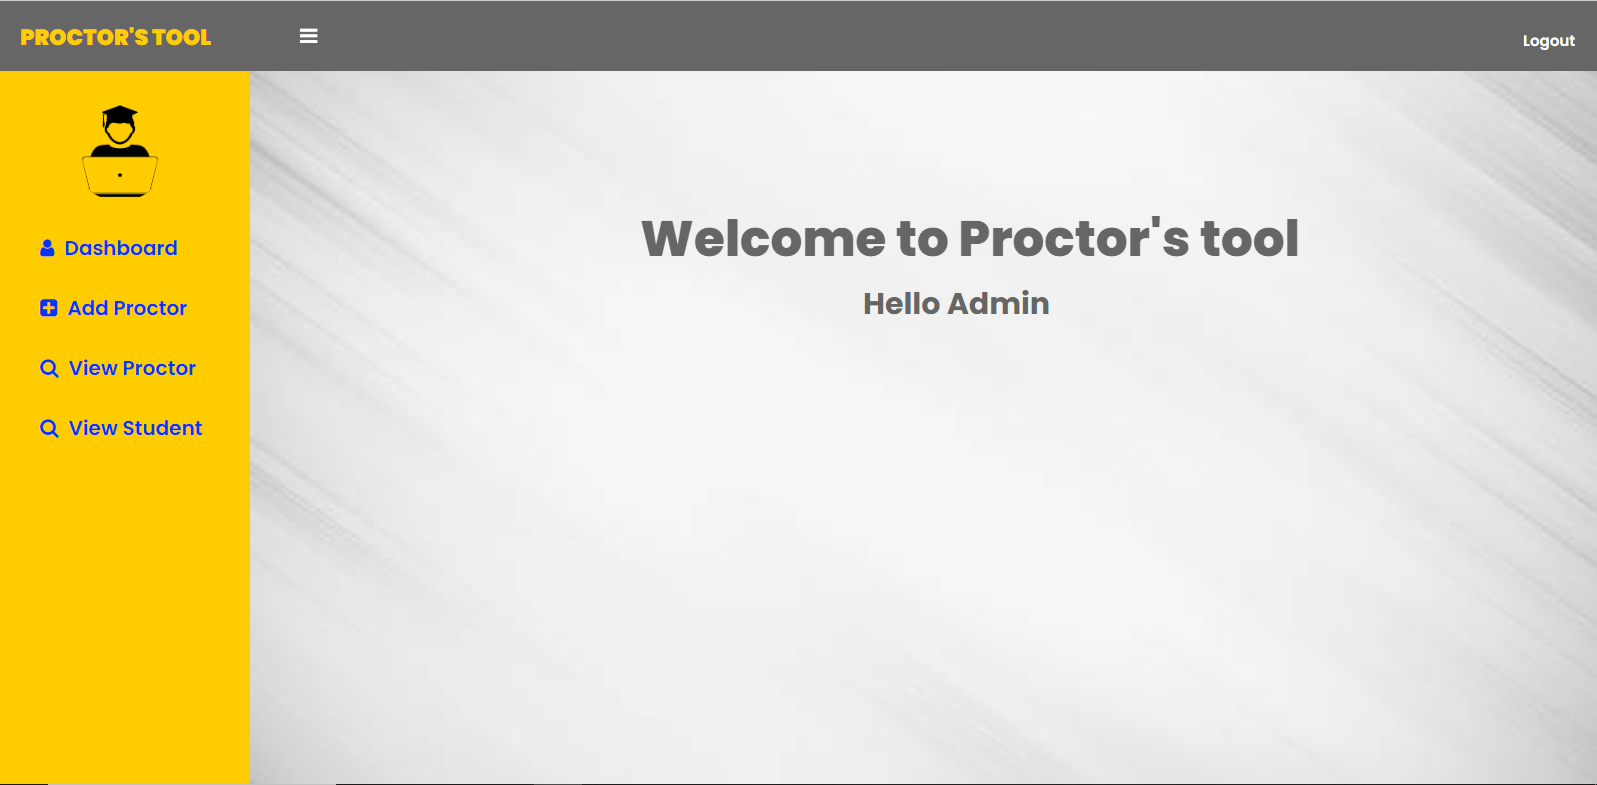 PROCTOR'S TOOL
Logout
Dashboard
Add Proctor
View Proctor
View Student
Welcome to Proctor's tool
Hello Admin